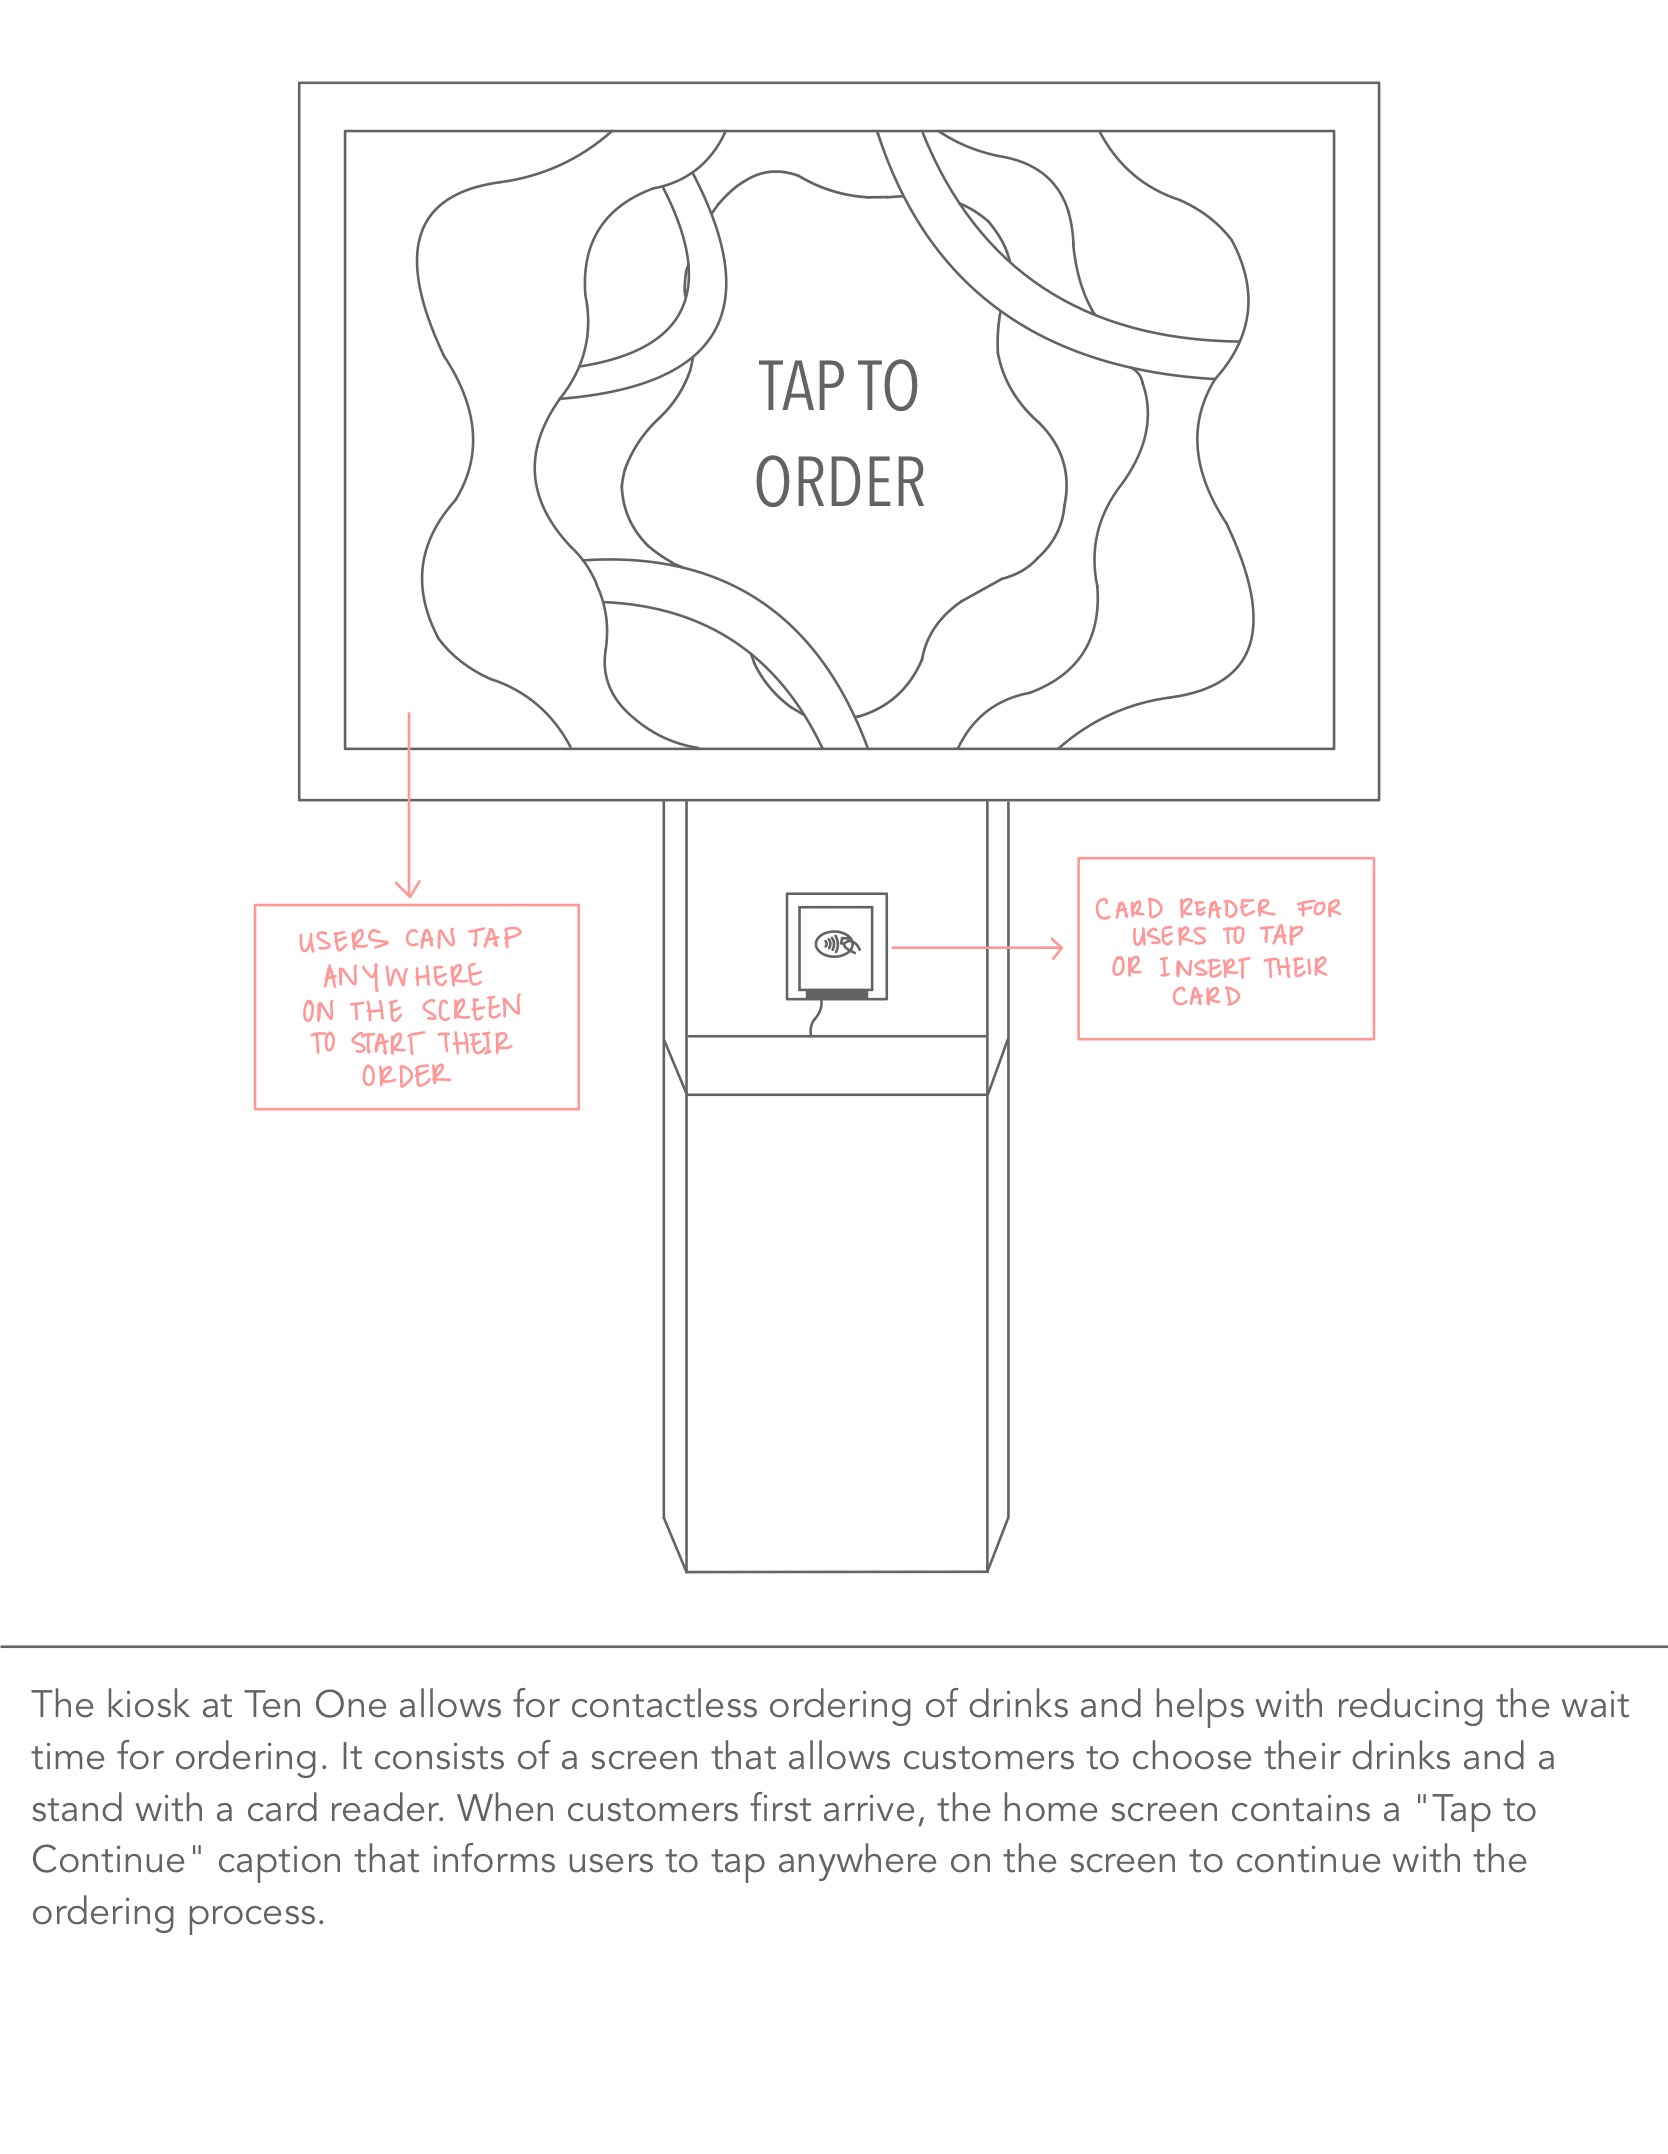 TAP TO
ORDER
USERS CAN TAP
ANYWHERE
ON THE SCREEN
TO START THEIR
ORDER
CARD READER FOR
USERS TO TAP
OR INSERT THEIR
CARD
The kiosk at Ten One allows for contactless ordering of drinks and helps with reducing the wait
time for ordering. It consists of a screen that allows customers to choose their drinks and a
stand with a card reader. When customers first arrive, the home screen contains a "Tap to
Continue" caption that informs users to tap anywhere on the screen to continue with the
ordering process.